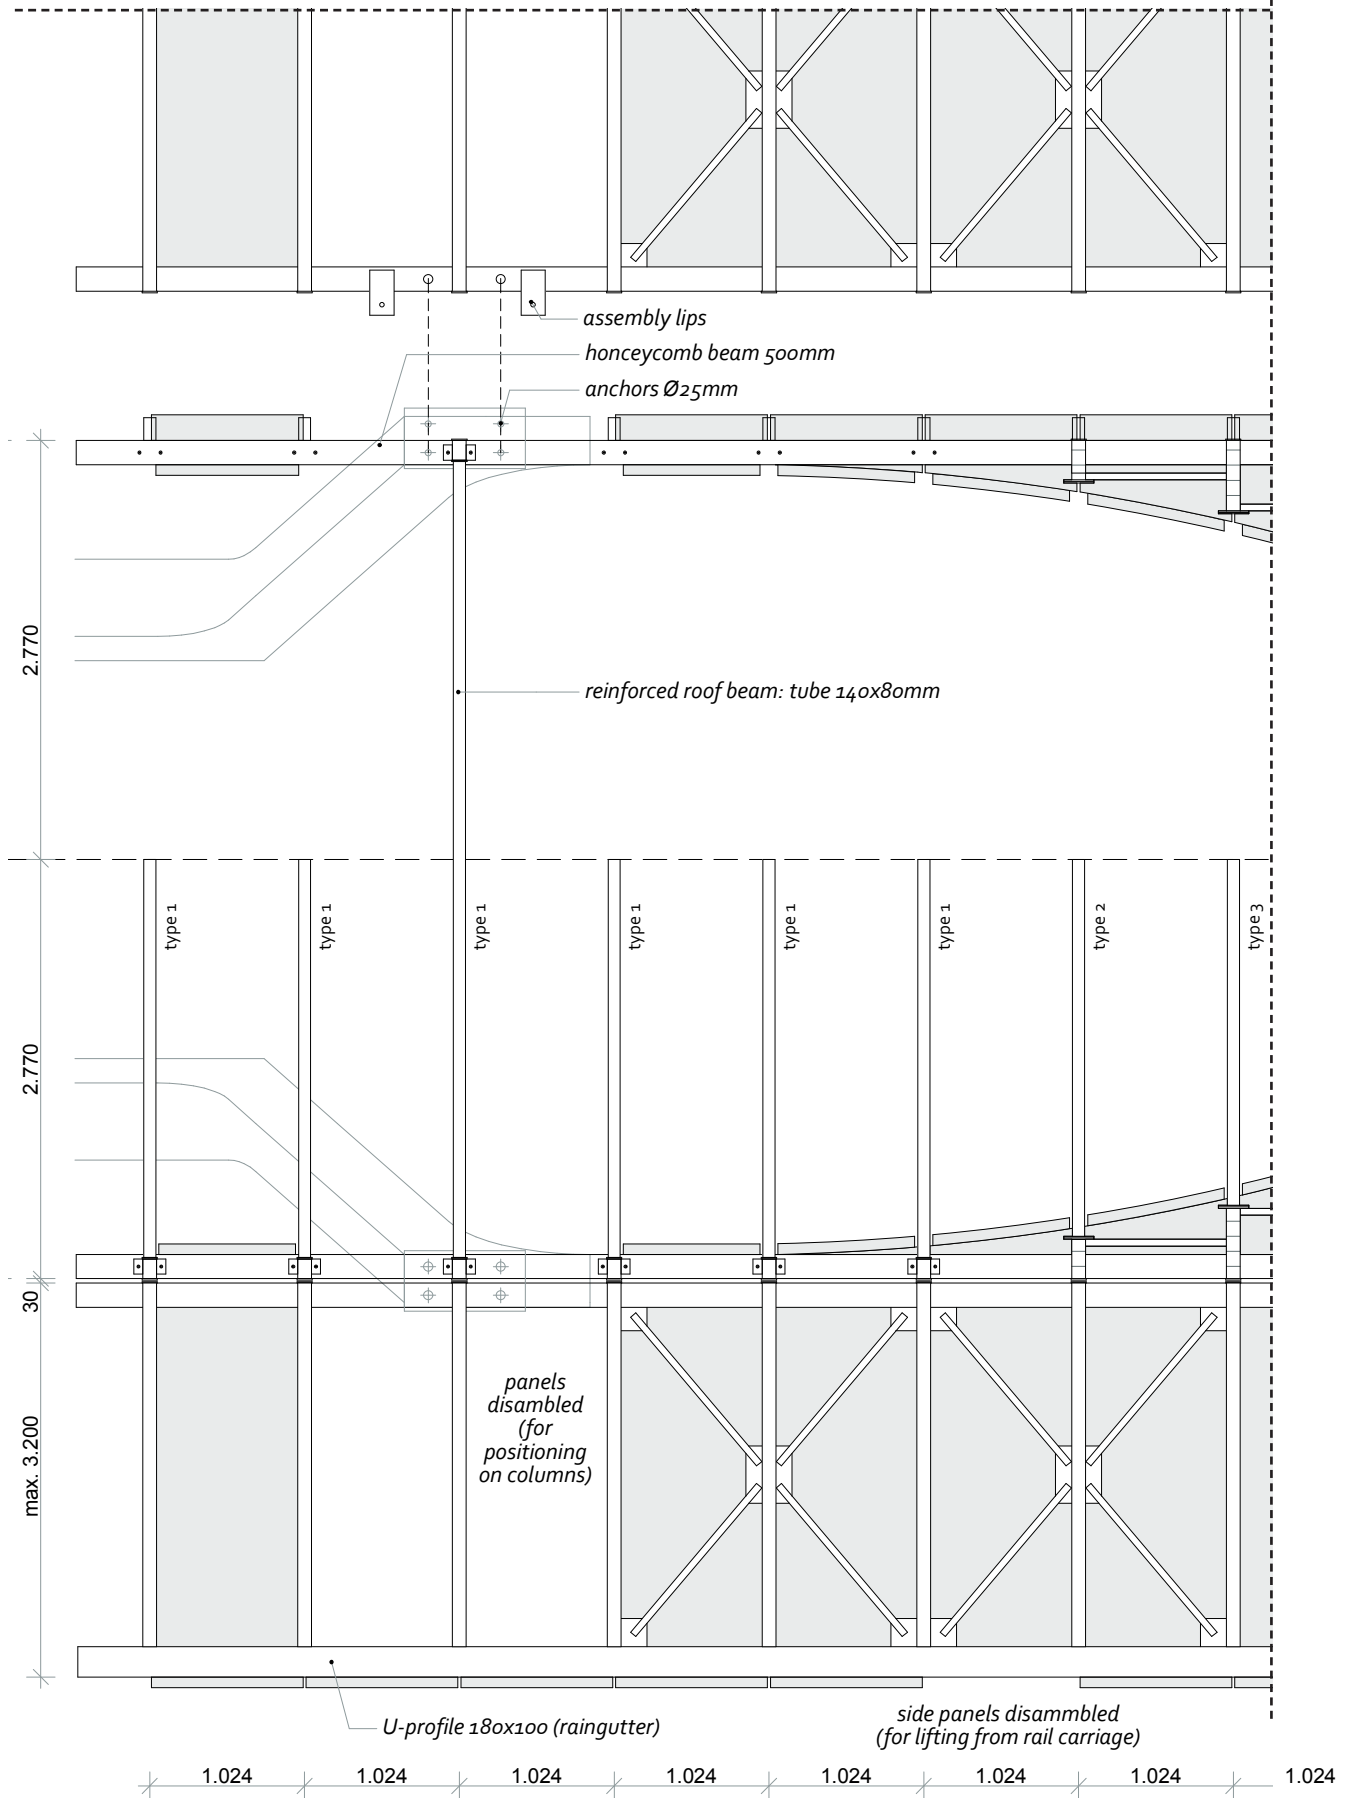 assembly lips
honceycomb beam 500mm
anchors Ø25mm
2.770
reinforced roof beam: tube 140x80mm
type 1
type 1
type 1
type 1
type 1
type 1
type 2
type 3
2.770
30
panels
disambled
(for
positioning
on columns)
max. 3.200
U-profile 180x100 (raingutter)
side panels disammbled
(for lifting from rail carriage)
1.024
1.024
1.024
1.024
1.024
1.024
1.024
1.024